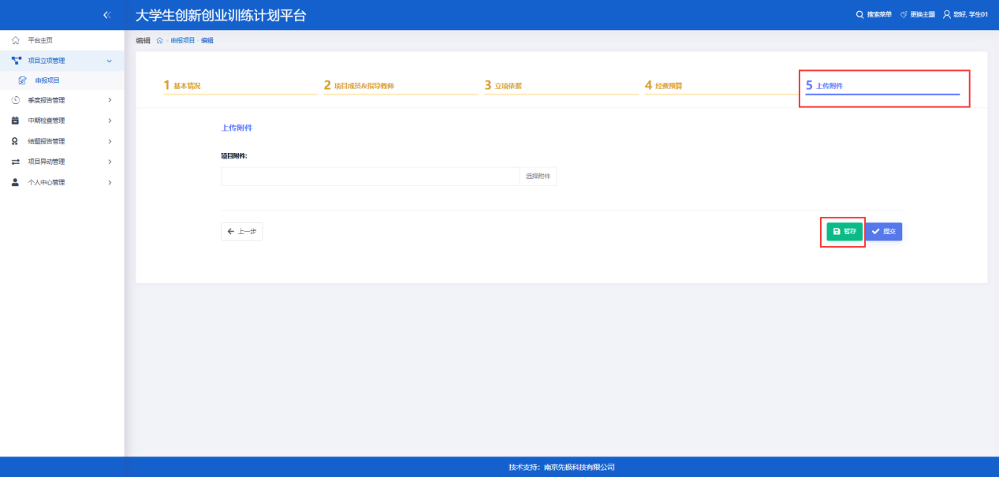 大学生创新创业训练计划平台
搜索菜单 更换主题 您好, 学生01
平台主页
项目立项管理
申报项目
季度报告管理
中期检查管理
结题报告管理
项目异动管理
个人中心管理
编辑 申报项目 编辑
1 基本情况 2 项目成员&指导教师 3 立项依据 4 经费预算 5 上传附件
上传附件
项目附件:
选择附件
上一步 暂存 提交
技术支持：南京先极科技有限公司